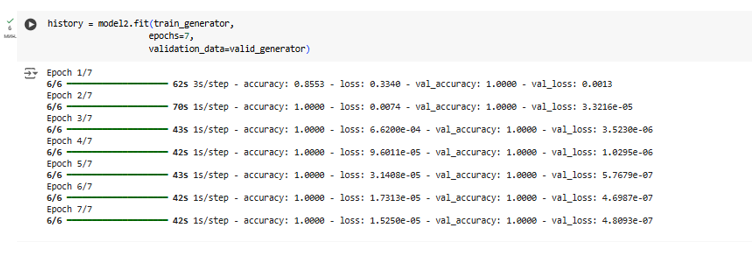 history = model2.fit(train_generator,
epochs=7,
validation_data=valid_generator)
Epoch 1/7
6/6 62s 3s/step - accuracy: 0.8553 - loss: 0.3340 - val_accuracy: 1.0000 - val_loss: 0.0013
Epoch 2/7
6/6 70s 1s/step - accuracy: 1.0000 - loss: 0.0074 - val_accuracy: 1.0000 - val_loss: 3.3216e-05
Epoch 3/7
6/6 43s 1s/step - accuracy: 1.0000 - loss: 6.6200e-04 - val_accuracy: 1.0000 - val_loss: 3.5230e-06
Epoch 4/7
6/6 42s 1s/step - accuracy: 1.0000 - loss: 9.6011e-05 - val_accuracy: 1.0000 - val_loss: 1.0295e-06
Epoch 5/7
6/6 43s 1s/step - accuracy: 1.0000 - loss: 3.1408e-05 - val_accuracy: 1.0000 - val_loss: 5.7679e-07
Epoch 6/7
6/6 42s 1s/step - accuracy: 1.0000 - loss: 1.7313e-05 - val_accuracy: 1.0000 - val_loss: 4.6987e-07
Epoch 7/7
6/6 42s 1s/step - accuracy: 1.0000 - loss: 1.5250e-05 - val_accuracy: 1.0000 - val_loss: 4.8093e-07